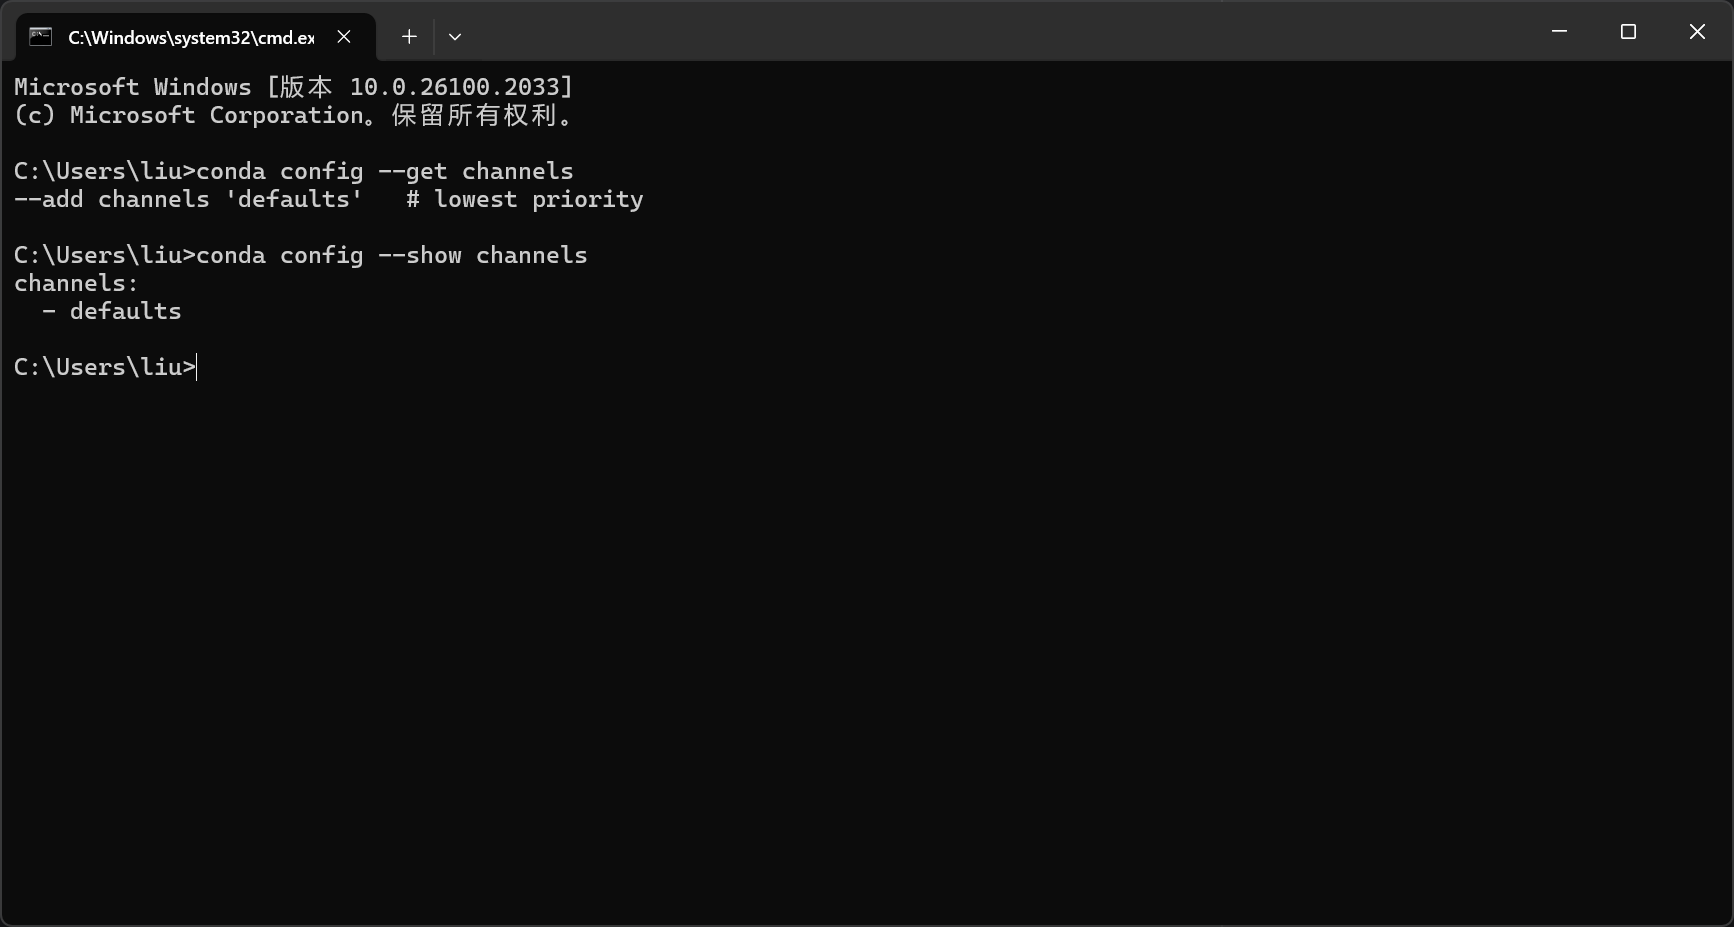 C:\Windows\system32\cmd.ex
Microsoft Windows [版本 10.0.26100.2033]
(c) Microsoft Corporation。保留所有权利。
C:\Users\liu>conda config --get channels
--add channels 'defaults'   # lowest priority
C:\Users\liu>conda config --show channels
channels:
  - defaults
C:\Users\liu>